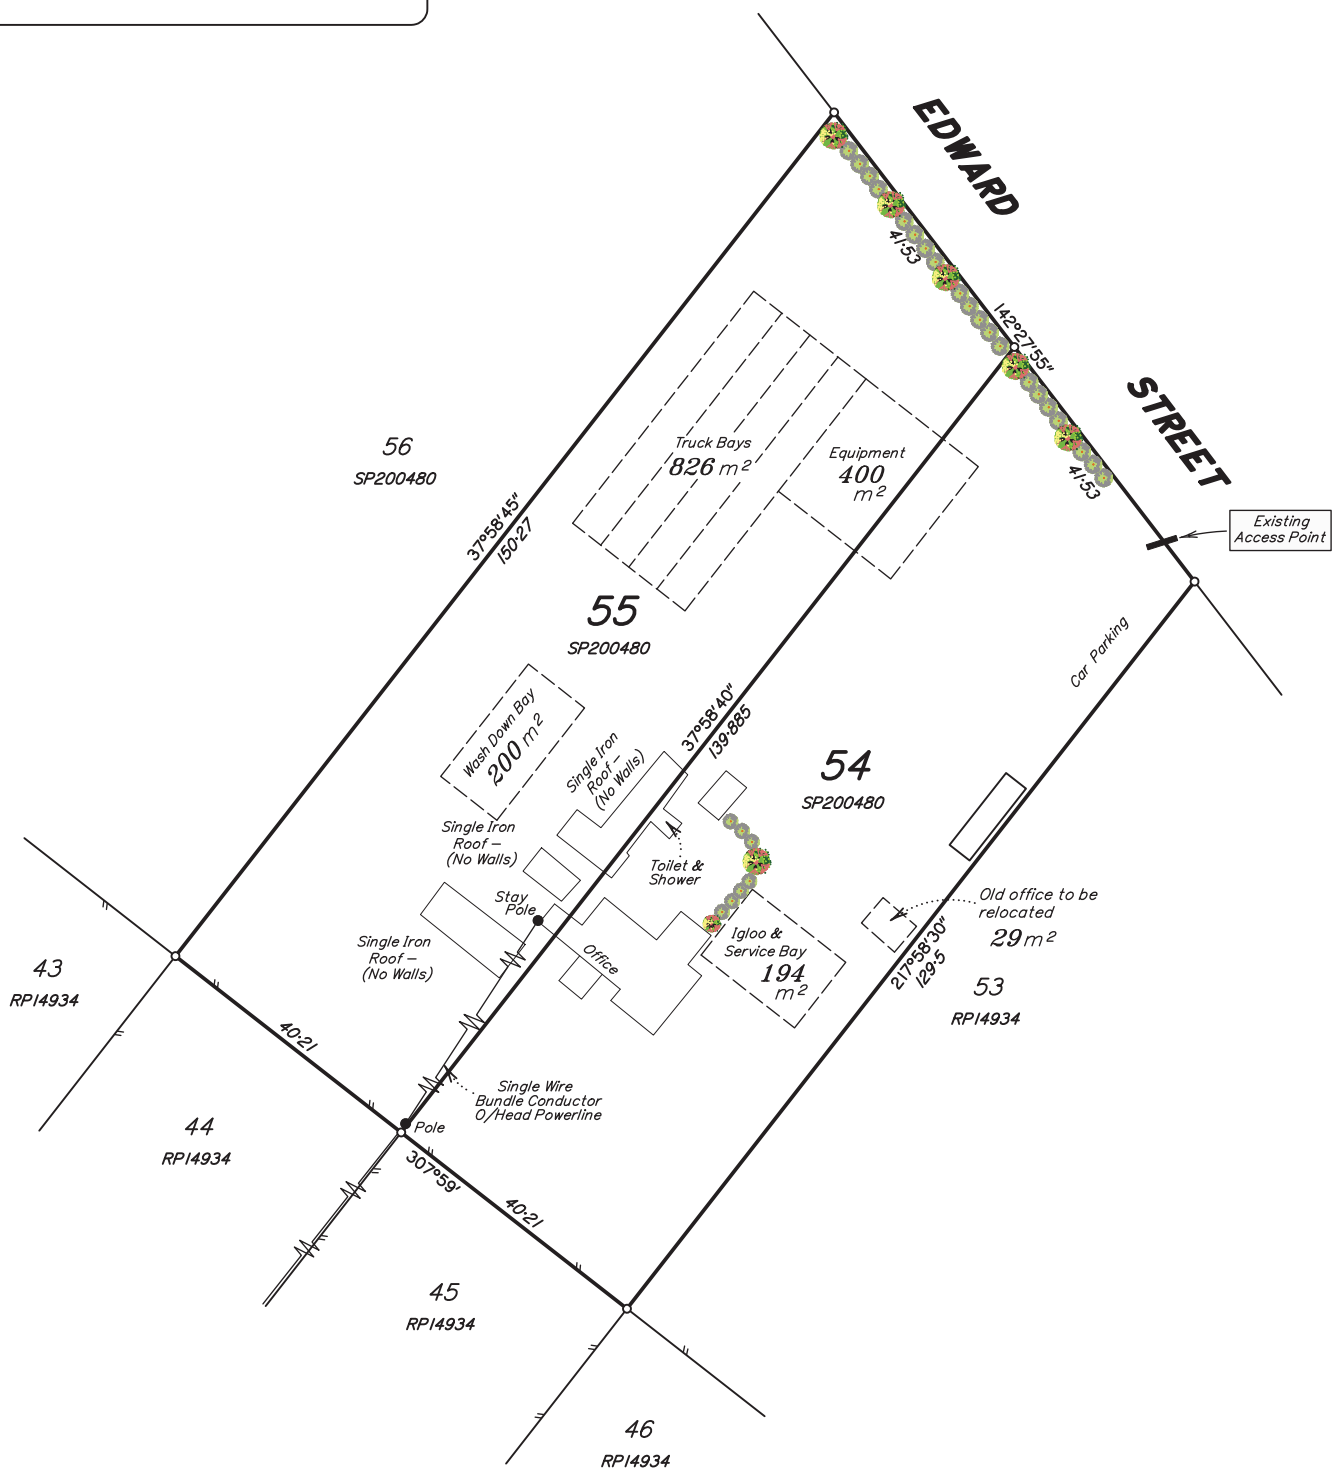 EDWARD
41·53
142°27'55"
STREET
41·53
Existing
Access Point
56
SP200480
Truck Bays
826 m²
Equipment
400
m²
37°58'45"
150·27
55
SP200480
Car Parking
Wash Down Bay
200 m²
Single Iron
Roof –
(No Walls)
37°58'40"
139·885
54
SP200480
Single Iron
Roof –
(No Walls)
Toilet &
Shower
Stay
Pole
Old office to be
relocated
29 m²
Igloo &
Service Bay
194
m²
Office
Single Iron
Roof –
(No Walls)
217°58'30"
129·5
53
RP14934
43
RP14934
40·21
Single Wire
Bundle Conductor
O/Head Powerline
Pole
44
RP14934
307°59'
40·21
45
RP14934
46
RP14934